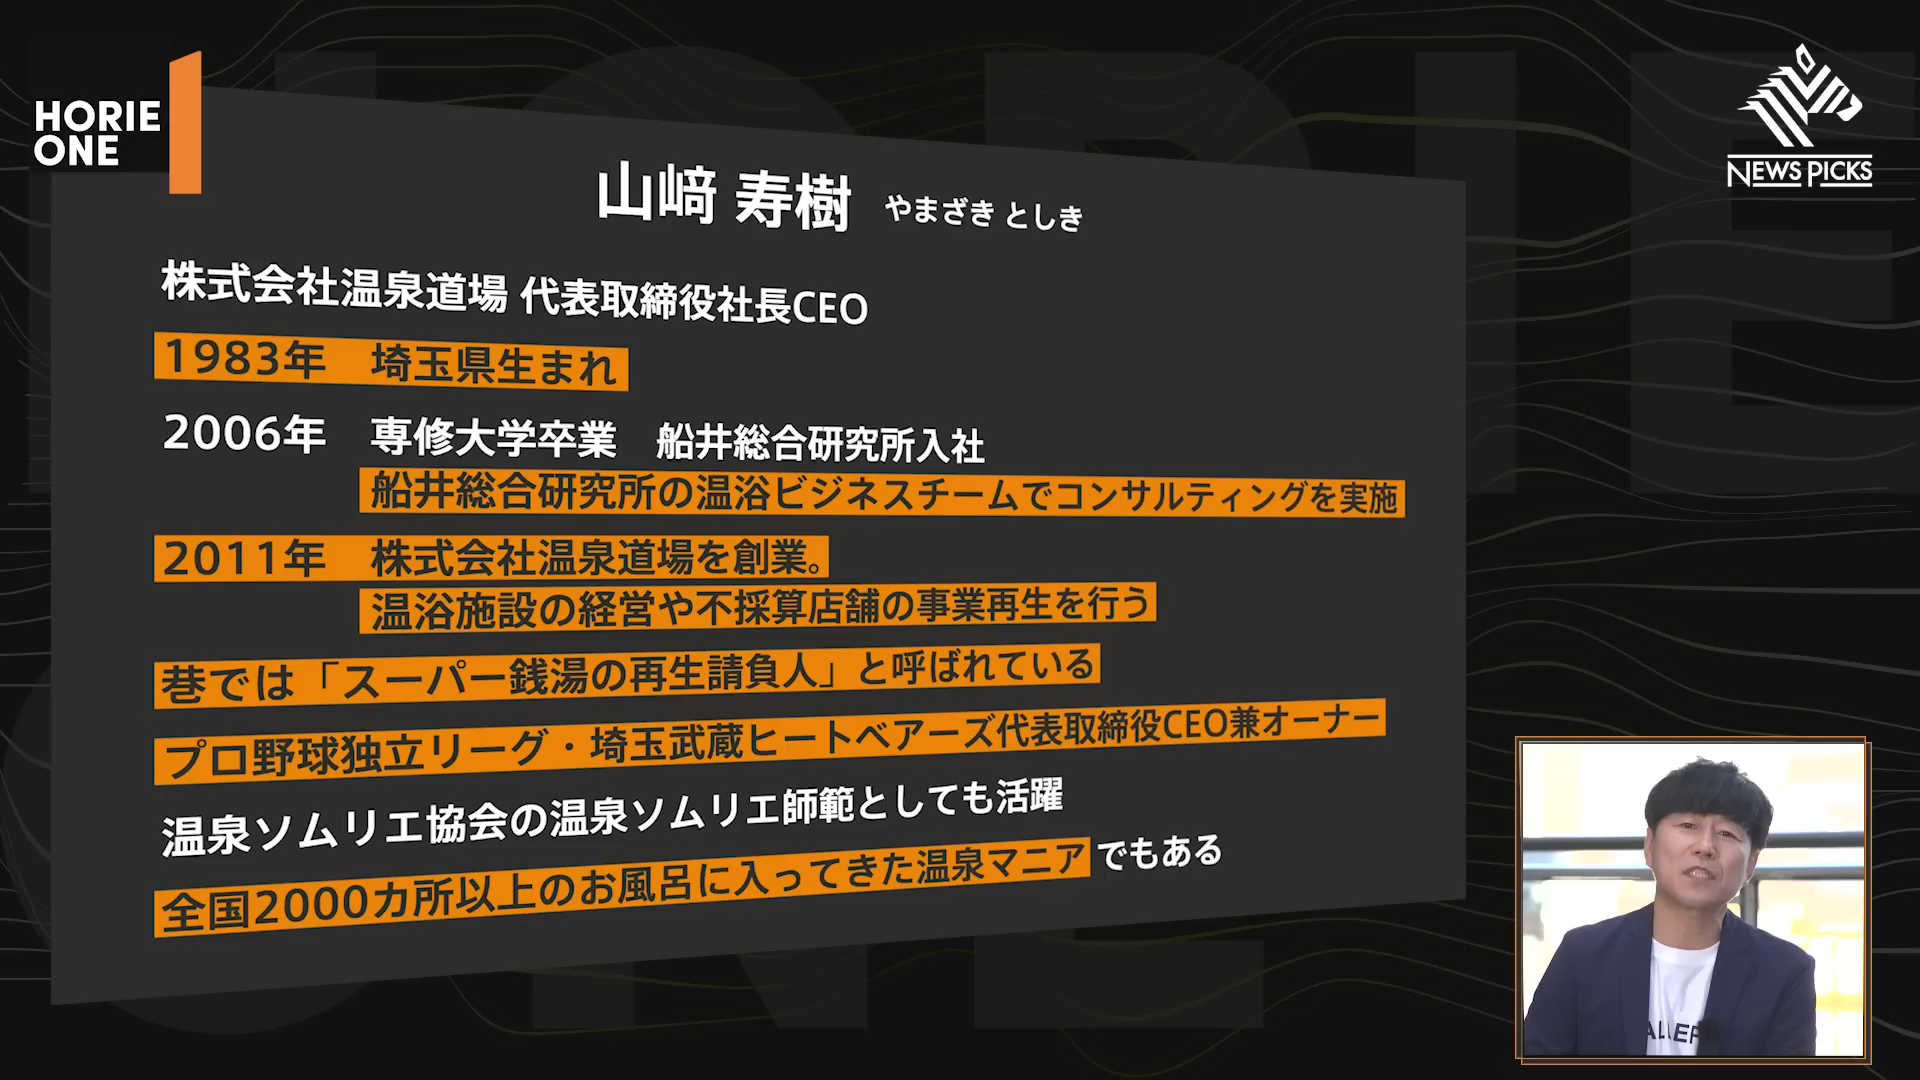 HORIE
ONE
NEWS PICKS
山﨑 寿樹 やまざき としき
株式会社温泉道場 代表取締役社長CEO
1983年 埼玉県生まれ
2006年 専修大学卒業 船井総合研究所入社
船井総合研究所の温浴ビジネスチームでコンサルティングを実施
2011年 株式会社温泉道場を創業。
温浴施設の経営や不採算店舗の事業再生を行う
巷では「スーパー銭湯の再生請負人」と呼ばれている
プロ野球独立リーグ・埼玉武蔵ヒートベアーズ代表取締役CEO兼オーナー
温泉ソムリエ協会の温泉ソムリエ師範としても活躍
全国2000カ所以上のお風呂に入ってきた温泉マニアでもある